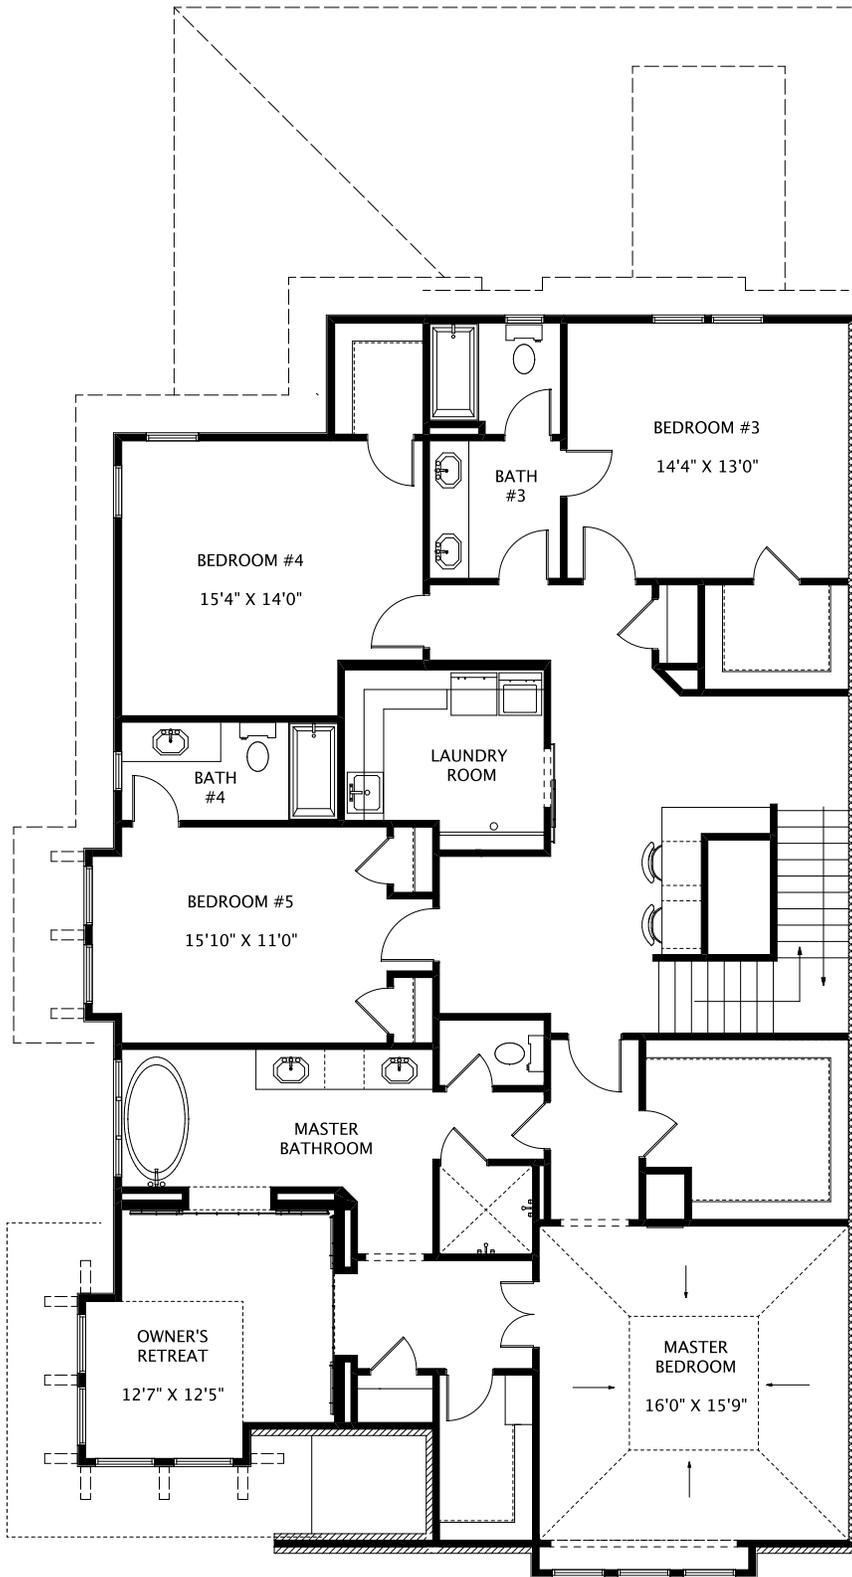 BEDROOM #3
14'4" X 13'0"
BATH
#3
BEDROOM #4
15'4" X 14'0"
LAUNDRY
ROOM
BATH
#4
BEDROOM #5
15'10" X 11'0"
MASTER
BATHROOM
OWNER'S
RETREAT
12'7" X 12'5"
MASTER
BEDROOM
16'0" X 15'9"